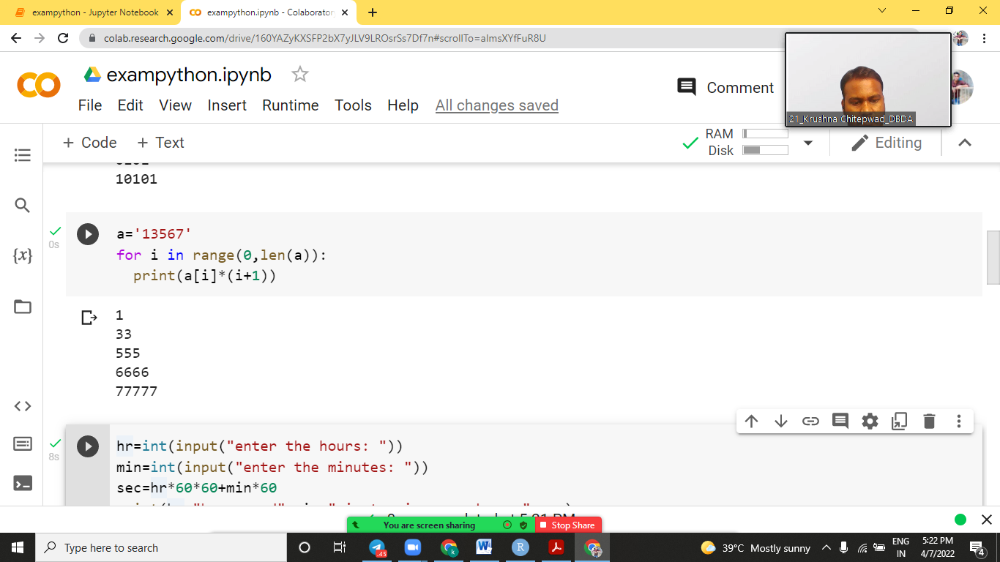 exampython - Jupyter Notebook
exampython.ipynb - Colaboratory
colab.research.google.com/drive/160YAZyKXSFP2bX7yJLV9LROsrSs7Df7n#scrollTo=almsXYfFuR8U
exampython.ipynb
File Edit View Insert Runtime Tools Help All changes saved
Comment
21_Krushna Chitepwad_DBDA
+ Code + Text
RAM
Disk
Editing
10101
0s
a='13567'
for i in range(0,len(a)):
print(a[i]*(i+1))
1
33
555
6666
77777
{x}
8s
hr=int(input("enter the hours: "))
min=int(input("enter the minutes: "))
sec=hr*60*60+min*60
You are screen sharing
Stop Share
Type here to search
45
39°C Mostly sunny
ENG
IN
5:22 PM
4/7/2022
4